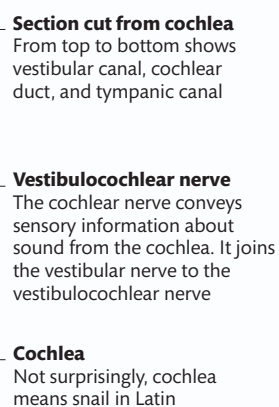 Section cut from cochlea
From top to bottom shows
vestibular canal, cochlear
duct, and tympanic canal
Vestibulocochlear nerve
The cochlear nerve conveys
sensory information about
sound from the cochlea. It joins
the vestibular nerve to the
vestibulocochlear nerve
Cochlea
Not surprisingly, cochlea
means snail in Latin